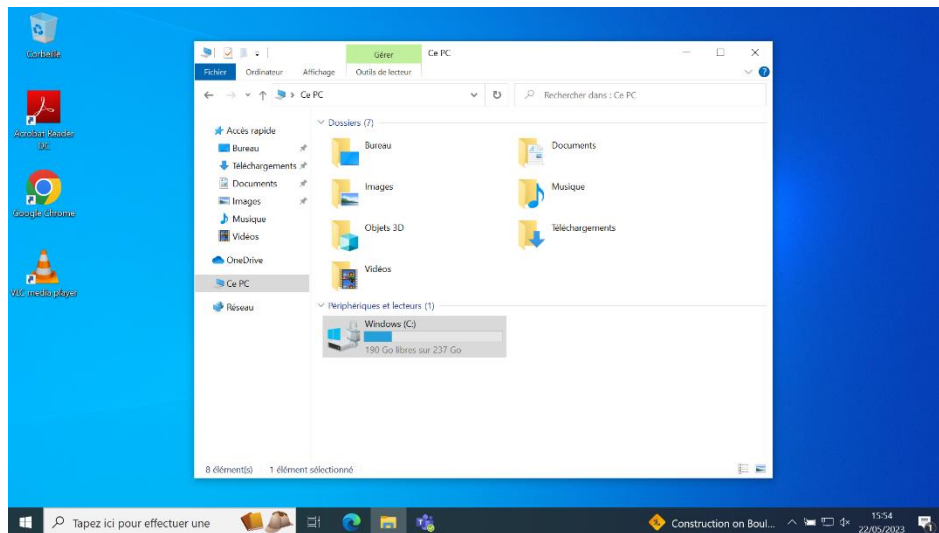 Corbeille
Acrobat Reader
DC
Google Chrome
VLC media player
Gérer
Ce PC
Fichier
Ordinateur
Affichage
Outils de lecteur
Ce PC
Rechercher dans : Ce PC
Accès rapide
Bureau
Téléchargements
Documents
Images
Musique
Vidéos
OneDrive
Ce PC
Réseau
Dossiers (7)
Bureau
Documents
Images
Musique
Objets 3D
Téléchargements
Vidéos
Périphériques et lecteurs (1)
Windows (C:)
190 Go libres sur 237 Go
8 élément(s)
1 élément sélectionné
Tapez ici pour effectuer une
Construction on Boul...
15:54
22/05/2023